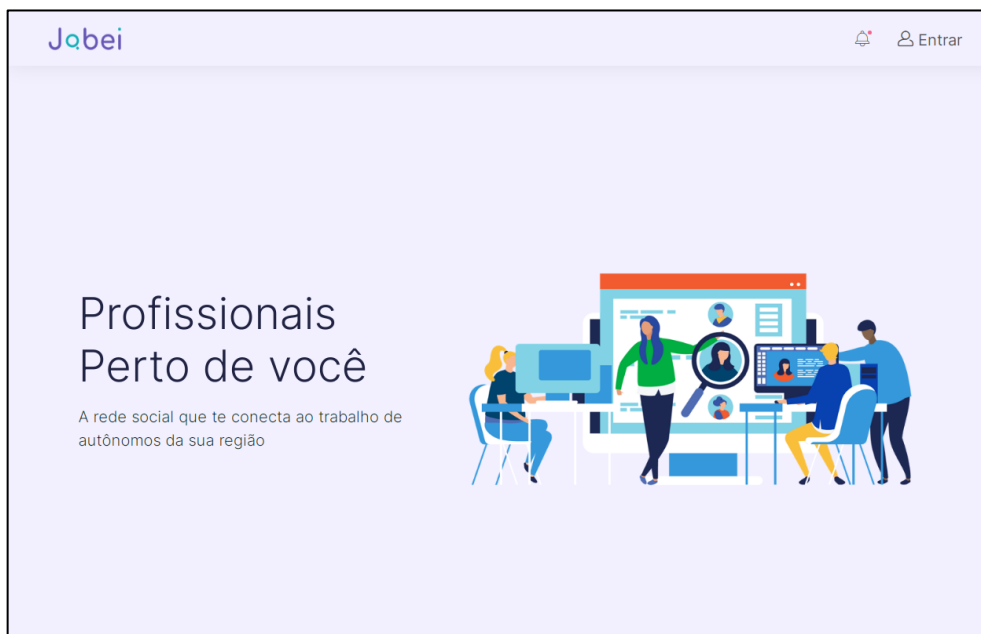 Jobei
Entrar
Profissionais
Perto de você
A rede social que te conecta ao trabalho de
autônomos da sua região